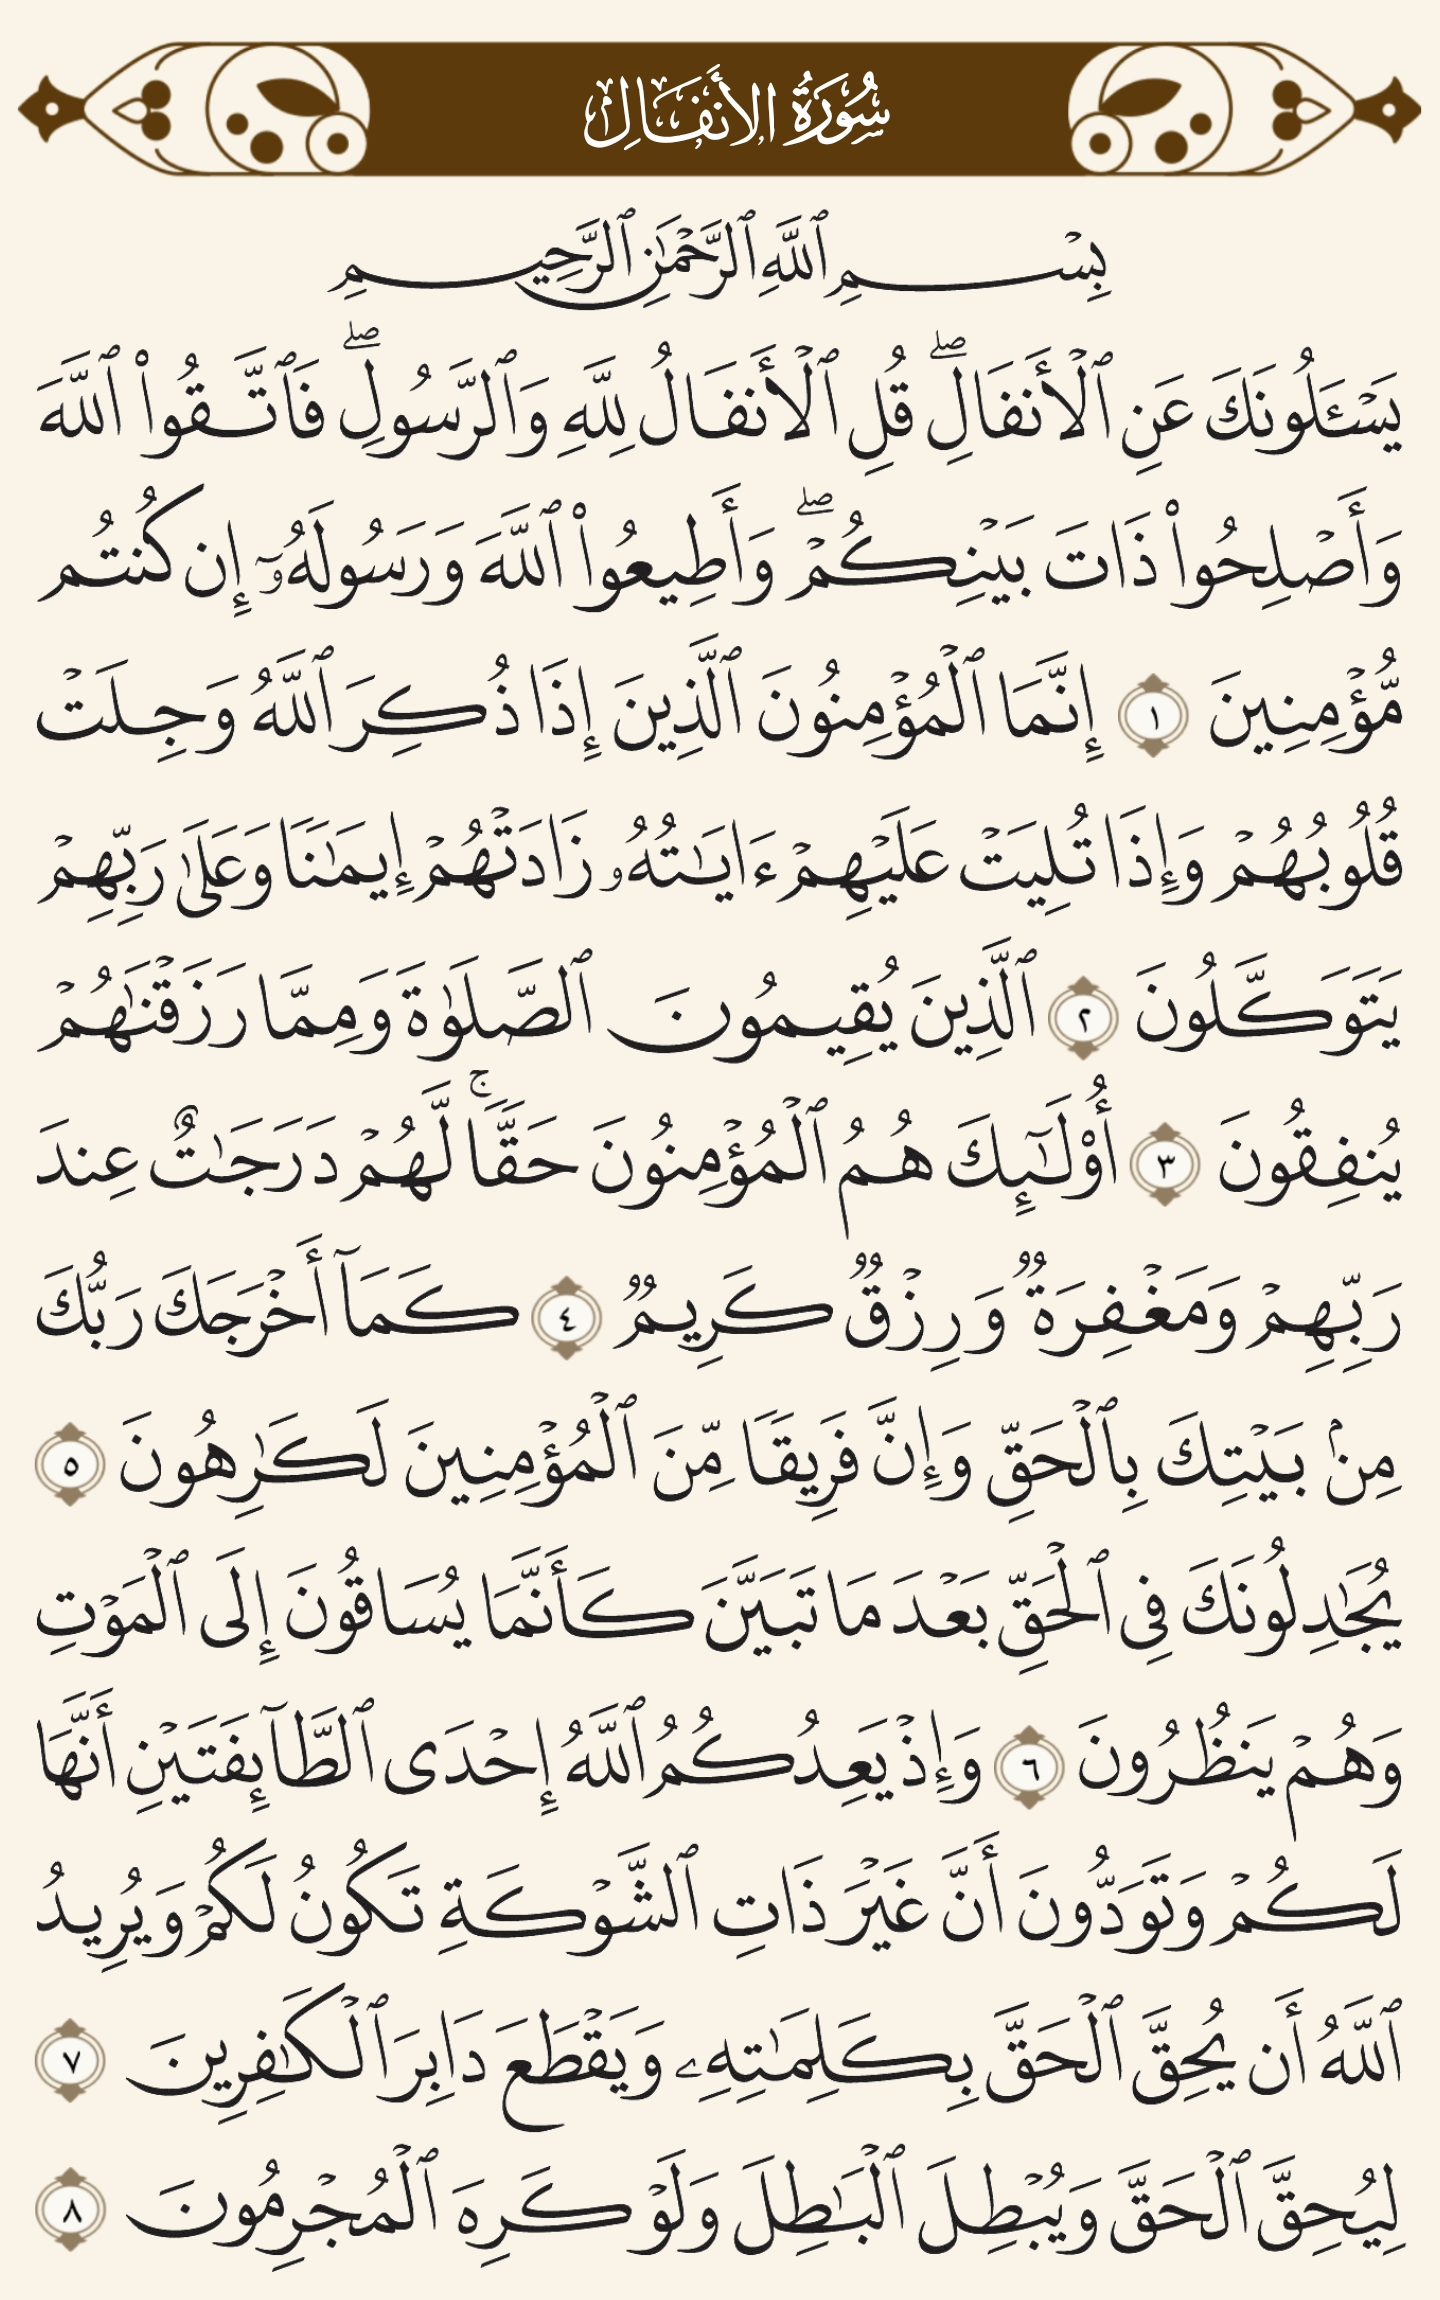 سُورَةُ الأَنفَالِ
بِسْمِ ٱللَّهِ ٱلرَّحْمَٰنِ ٱلرَّحِيمِ
يَسْـَٔلُونَكَ عَنِ ٱلْأَنفَالِۖ قُلِ ٱلْأَنفَالُ لِلَّهِ وَٱلرَّسُولِۖ فَٱتَّقُوا۟ ٱللَّهَ
وَأَصْلِحُوا۟ ذَاتَ بَيْنِكُمْۖ وَأَطِيعُوا۟ ٱللَّهَ وَرَسُولَهُۥٓ إِن كُنتُم
مُّؤْمِنِينَ ١ إِنَّمَا ٱلْمُؤْمِنُونَ ٱلَّذِينَ إِذَا ذُكِرَ ٱللَّهُ وَجِلَتْ
قُلُوبُهُمْ وَإِذَا تُلِيَتْ عَلَيْهِمْ ءَايَٰتُهُۥ زَادَتْهُمْ إِيمَٰنًا وَعَلَىٰ رَبِّهِمْ
يَتَوَكَّلُونَ ٢ ٱلَّذِينَ يُقِيمُونَ ٱلصَّلَوٰةَ وَمِمَّا رَزَقْنَٰهُمْ
يُنفِقُونَ ٣ أُو۟لَٰٓئِكَ هُمُ ٱلْمُؤْمِنُونَ حَقًّاۚ لَّهُمْ دَرَجَٰتٌ عِندَ
رَبِّهِمْ وَمَغْفِرَةٌ وَرِزْقٌ كَرِيمٌ ٤ كَمَآ أَخْرَجَكَ رَبُّكَ
مِنۢ بَيْتِكَ بِٱلْحَقِّ وَإِنَّ فَرِيقًا مِّنَ ٱلْمُؤْمِنِينَ لَكَٰرِهُونَ ٥
يُجَٰدِلُونَكَ فِى ٱلْحَقِّ بَعْدَ مَا تَبَيَّنَ كَأَنَّمَا يُسَاقُونَ إِلَى ٱلْمَوْتِ
وَهُمْ يَنظُرُونَ ٦ وَإِذْ يَعِدُكُمُ ٱللَّهُ إِحْدَى ٱلطَّآئِفَتَيْنِ أَنَّهَا
لَكُمْ وَتَوَدُّونَ أَنَّ غَيْرَ ذَاتِ ٱلشَّوْكَةِ تَكُونُ لَكُمْ وَيُرِيدُ
ٱللَّهُ أَن يُحِقَّ ٱلْحَقَّ بِكَلِمَٰتِهِۦ وَيَقْطَعَ دَابِرَ ٱلْكَٰفِرِينَ ٧
لِيُحِقَّ ٱلْحَقَّ وَيُبْطِلَ ٱلْبَٰطِلَ وَلَوْ كَرِهَ ٱلْمُجْرِمُونَ ٨